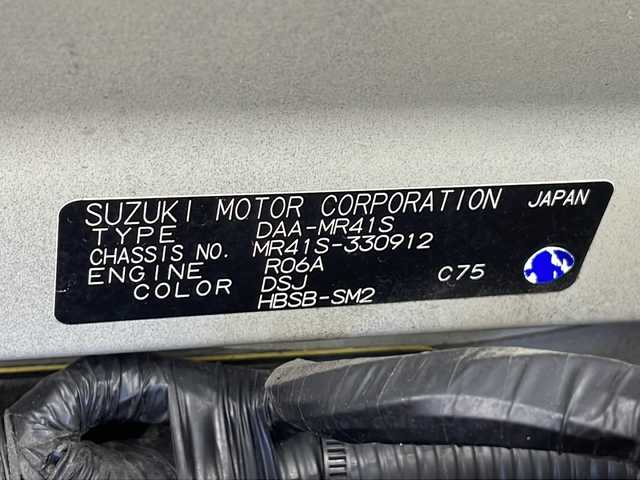 SUZUKI MOTOR CORPORATION JAPAN
TYPE DAA-MR41S
CHASSIS NO. MR41S-330912
ENGINE R06A C75
COLOR DSJ
HBSB-SM2